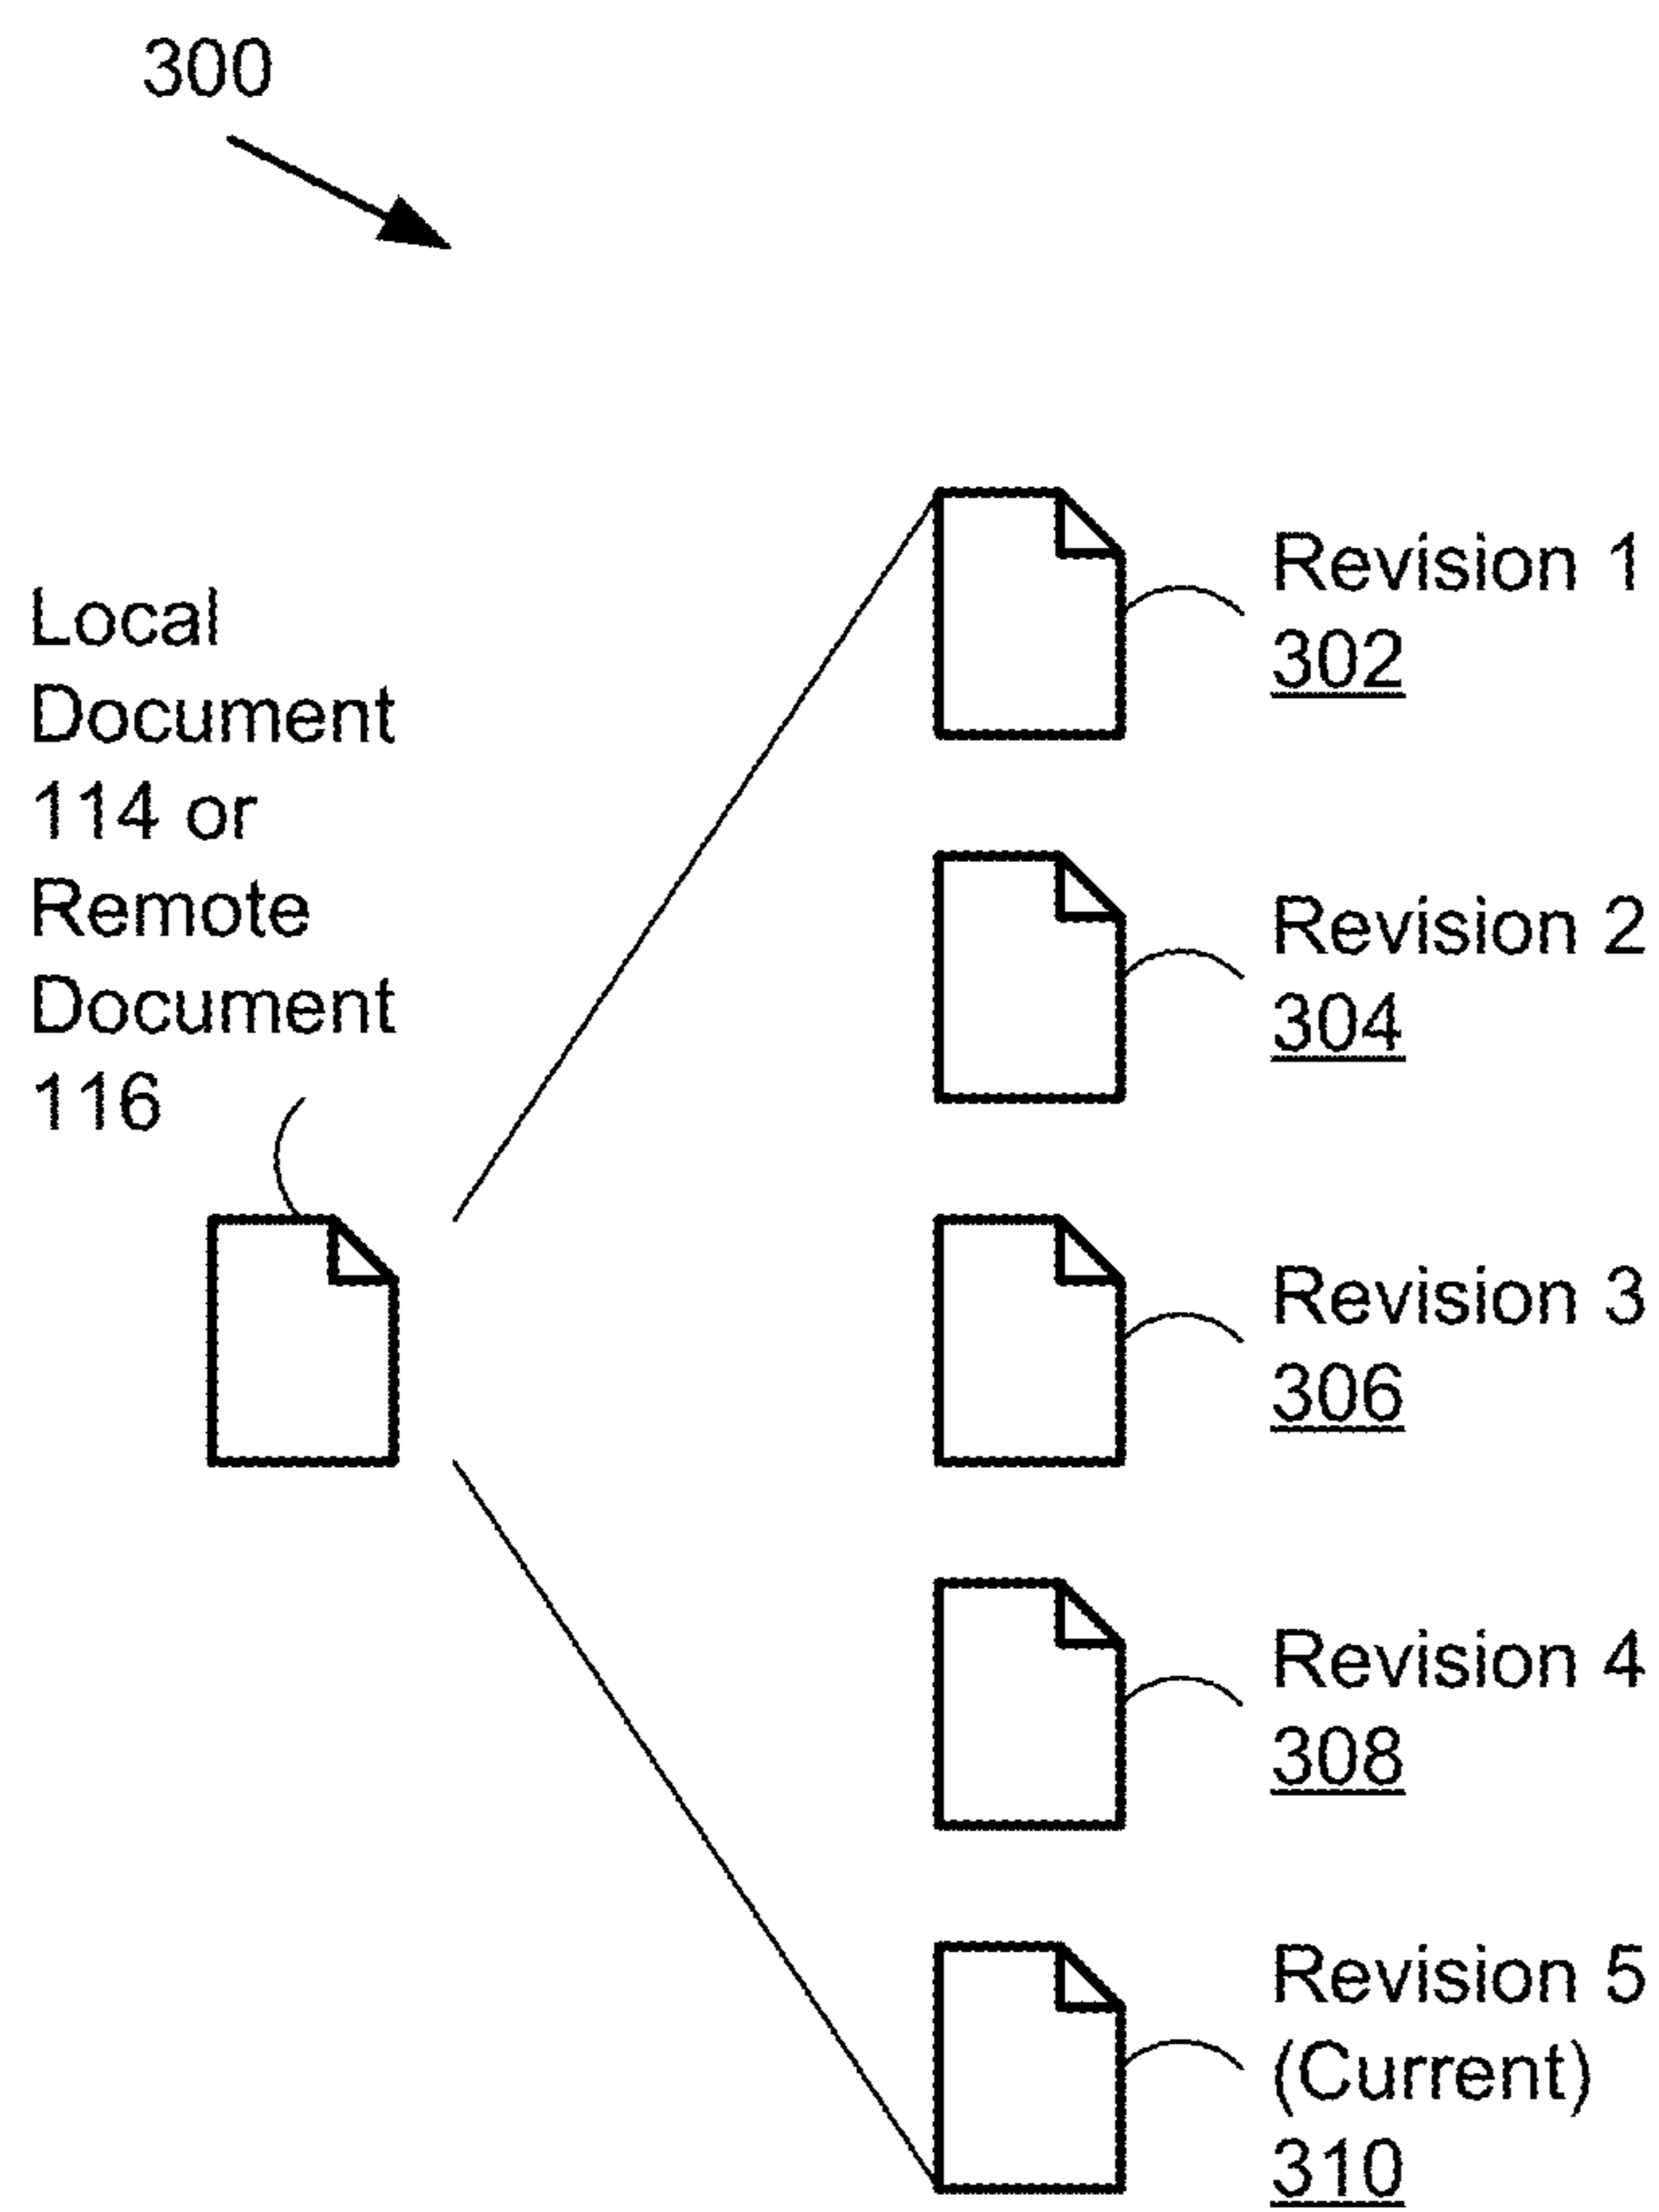 300
Local
Document
114 or
Remote
Document
116
Revision 1
302
Revision 2
304
Revision 3
306
Revision 4
308
Revision 5
(Current)
310